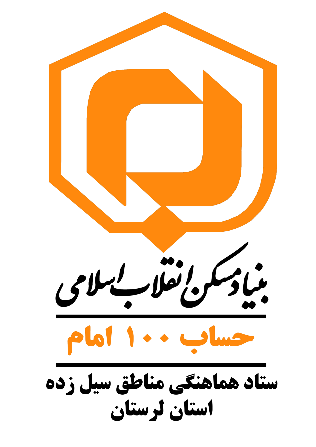 بنیاد مسکن انقلاب اسلامی
حساب ۱۰۰ امام
ستاد هماهنگی مناطق سیل زده
استان لرستان